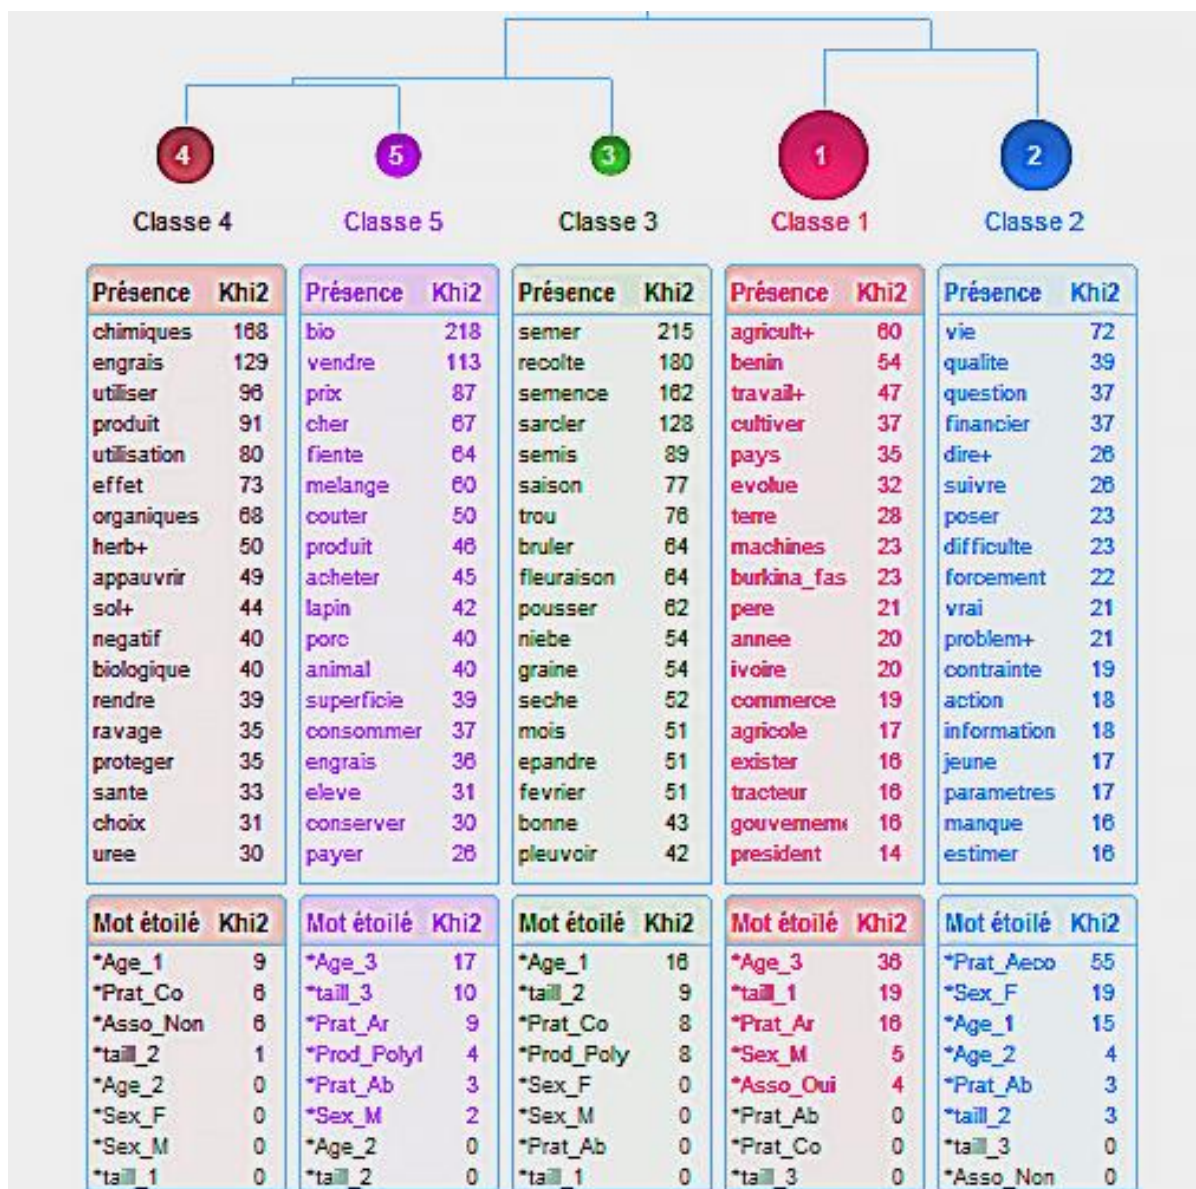 4 5 3 1 2
Classe 4 Classe 5 Classe 3 Classe 1 Classe 2
Présence Khi2 Présence Khi2 Présence Khi2 Présence Khi2 Présence Khi2
chimiques 168 bio 218 semer 215 agricult+ 60 vie 72
engrais 129 vendre 113 recolte 180 benin 54 qualite 39
utiliser 96 prix 87 semence 162 travail+ 47 question 37
produit 91 cher 67 sarcler 128 cultiver 37 financier 37
utilisation 80 fiente 64 semis 89 pays 35 dire+ 26
effet 73 melange 60 saison 77 evolue 32 suivre 26
organiques 68 couter 50 trou 76 terre 28 poser 23
herb+ 50 produit 46 bruler 64 machines 23 difficulte 23
appauvrir 49 acheter 45 fleuraison 64 burkina_fas 23 forcement 22
sol+ 44 lapin 42 pousser 62 pere 21 vrai 21
negatif 40 porc 40 niebe 54 annee 20 problem+ 21
biologique 40 animal 40 graine 54 ivoire 20 contrainte 19
rendre 39 superficie 39 seche 52 commerce 19 action 18
ravage 35 consommer 37 mois 51 agricole 17 information 18
proteger 35 engrais 36 epandre 51 exister 16 jeune 17
sante 33 eleve 31 fevrier 51 tracteur 16 parametres 17
choix 31 conserver 30 bonne 43 gouverneme 16 manque 16
uree 30 payer 26 pleuvoir 42 president 14 estimer 16
Mot étoilé Khi2 Mot étoilé Khi2 Mot étoilé Khi2 Mot étoilé Khi2 Mot étoilé Khi2
*Age_1 9 *Age_3 17 *Age_1 16 *Age_3 36 *Prat_Aeco 55
*Prat_Co 6 *taill_3 10 *taill_2 9 *taill_1 19 *Sex_F 19
*Asso_Non 6 *Prat_Ar 9 *Prat_Co 8 *Prat_Ar 16 *Age_1 15
*taill_2 1 *Prod_Polyl 4 *Prod_Poly 8 *Sex_M 5 *Age_2 4
*Age_2 0 *Prat_Ab 3 *Sex_F 0 *Asso_Oui 4 *Prat_Ab 3
*Sex_F 0 *Sex_M 2 *Sex_M 0 *Prat_Ab 0 *taill_2 3
*Sex_M 0 *Age_2 0 *Prat_Ab 0 *Prat_Co 0 *taill_3 0
*taill_1 0 *taill_2 0 *taill_1 0 *taill_3 0 *Asso_Non 0